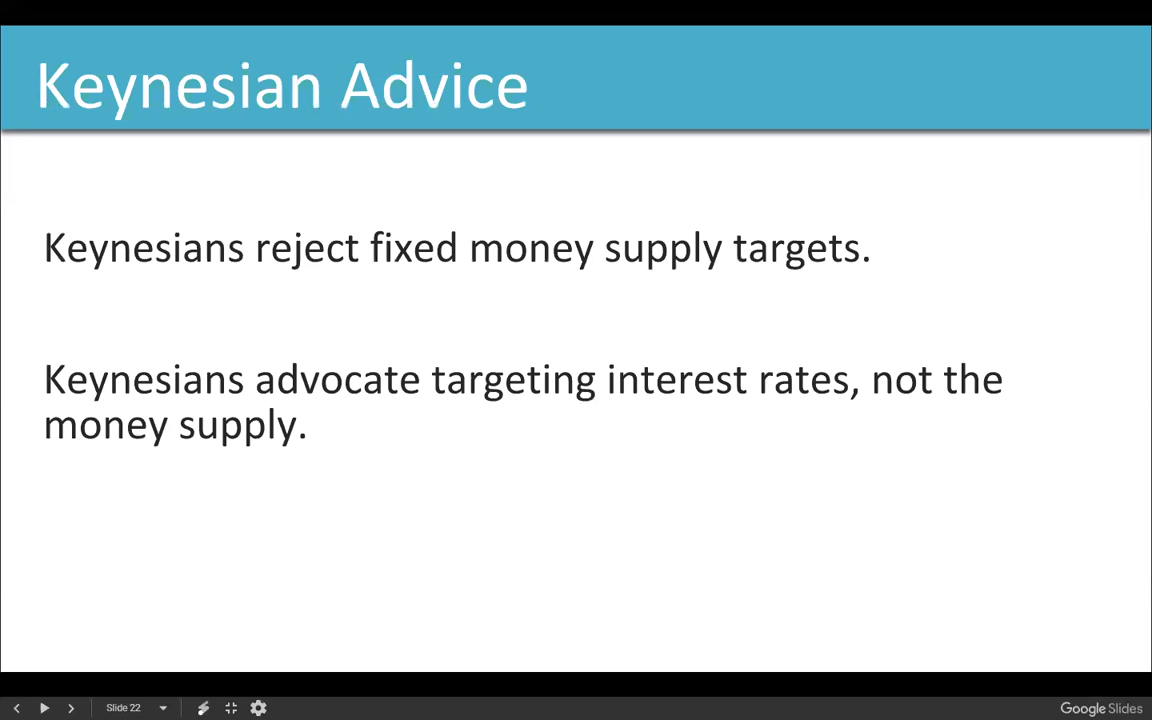 Keynesian Advice
Keynesians reject fixed money supply targets.
Keynesians advocate targeting interest rates, not the
money supply.
Slide 22
Google Slides